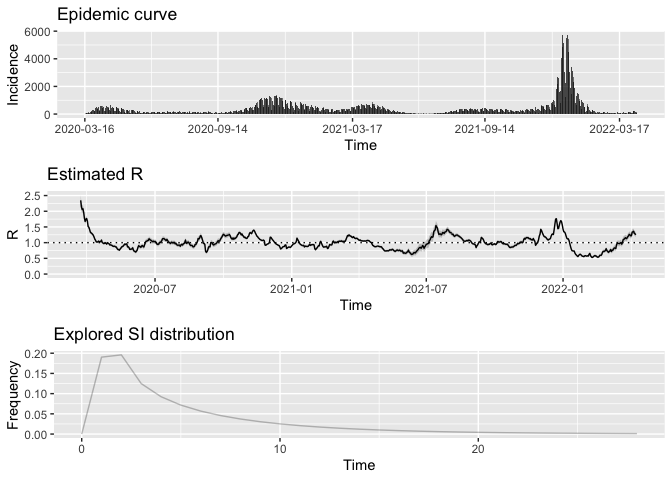 Epidemic curve
6000
4000
2000
0
Incidence
2020-03-16 2020-09-14 2021-03-17 2021-09-14 2022-03-17
Time
Estimated R
2.5
2.0
1.5
1.0
0.5
0.0
R
2020-07 2021-01 2021-07 2022-01
Time
Explored SI distribution
0.20
0.15
0.10
0.05
0.00
Frequency
0 10 20
Time